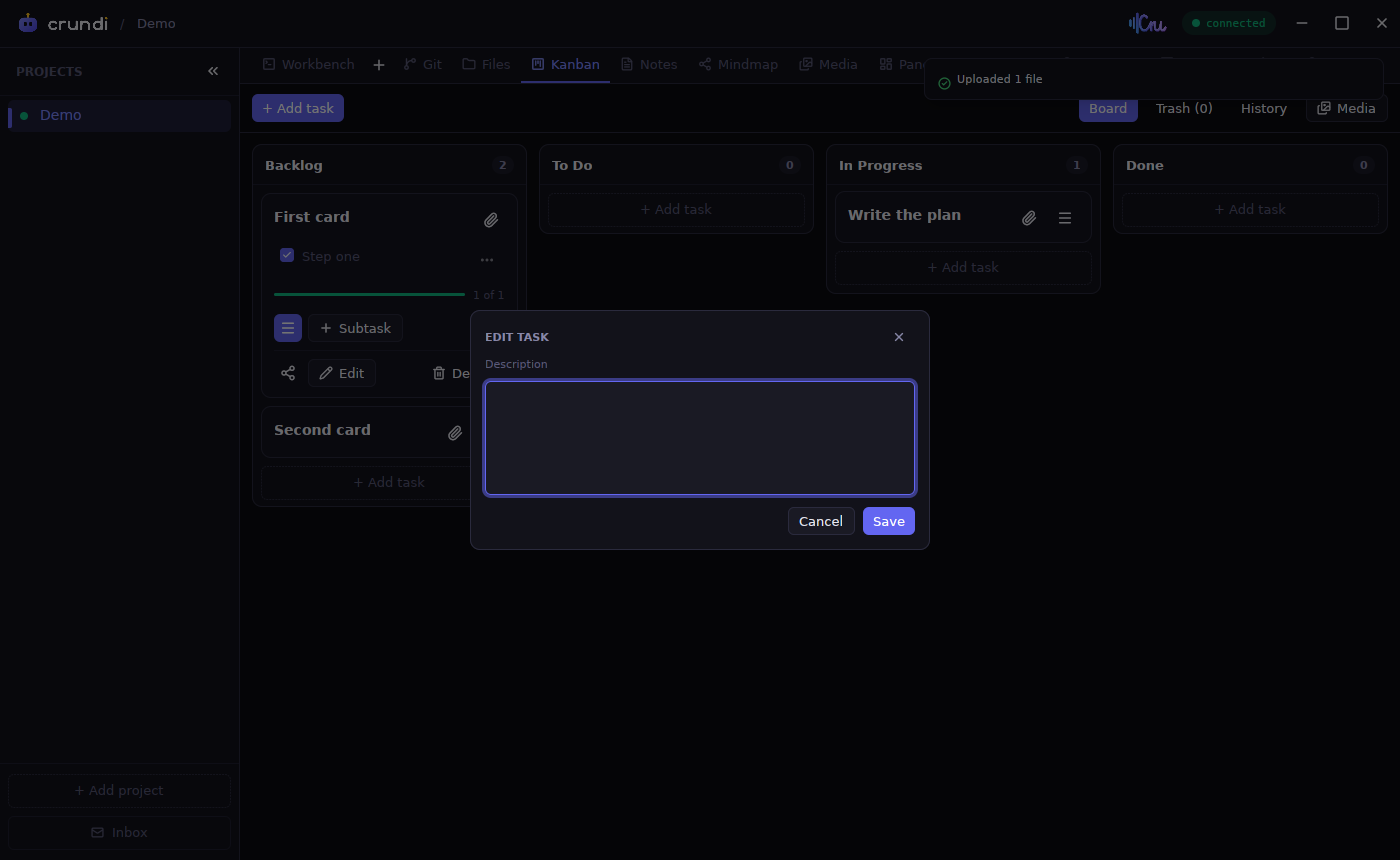 crundi / Demo
Cru
connected
PROJECTS
Demo
+ Add project
Inbox
Workbench
Git
Files
Kanban
Notes
Mindmap
Media
Uploaded 1 file
+ Add task
Board
Trash (0)
History
Media
Backlog 2
First card
Step one
1 of 1
Subtask
Edit
Second card
+ Add task
To Do 0
+ Add task
In Progress 1
Write the plan
+ Add task
Done 0
+ Add task
EDIT TASK
Description
Cancel
Save